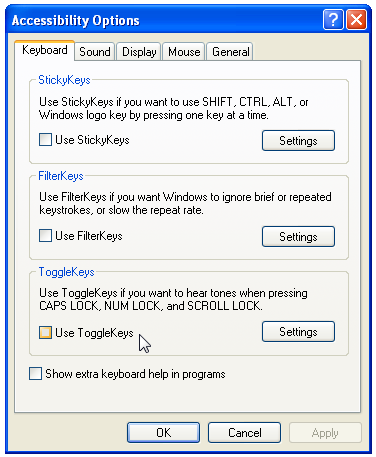 Accessibility Options
Keyboard Sound Display Mouse General
StickyKeys
Use StickyKeys if you want to use SHIFT, CTRL, ALT, or
Windows logo key by pressing one key at a time.
Use StickyKeys Settings
FilterKeys
Use FilterKeys if you want Windows to ignore brief or repeated
keystrokes, or slow the repeat rate.
Use FilterKeys Settings
ToggleKeys
Use ToggleKeys if you want to hear tones when pressing
CAPS LOCK, NUM LOCK, and SCROLL LOCK.
Use ToggleKeys Settings
Show extra keyboard help in programs
OK Cancel Apply